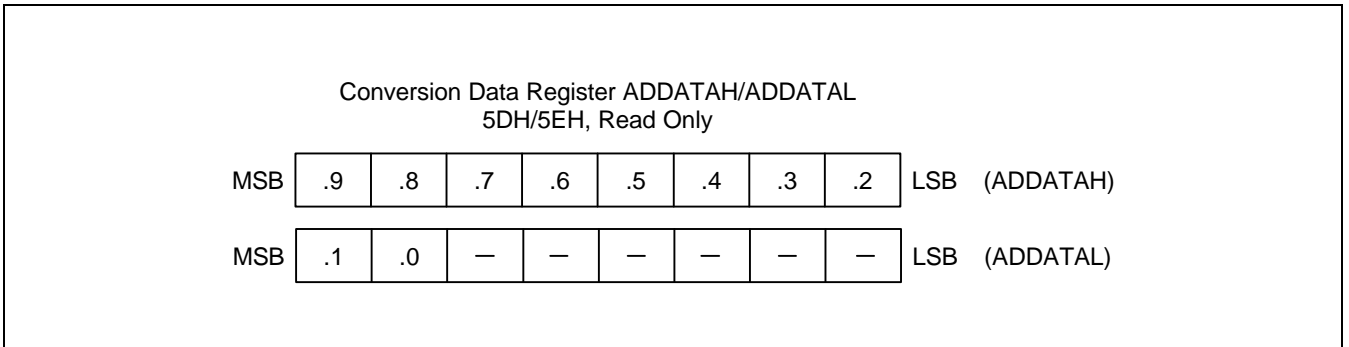 Conversion Data Register ADDATAH/ADDATAL
5DH/5EH, Read Only
MSB .9 .8 .7 .6 .5 .4 .3 .2 LSB (ADDATAH)
MSB .1 .0 – – – – – – LSB (ADDATAL)